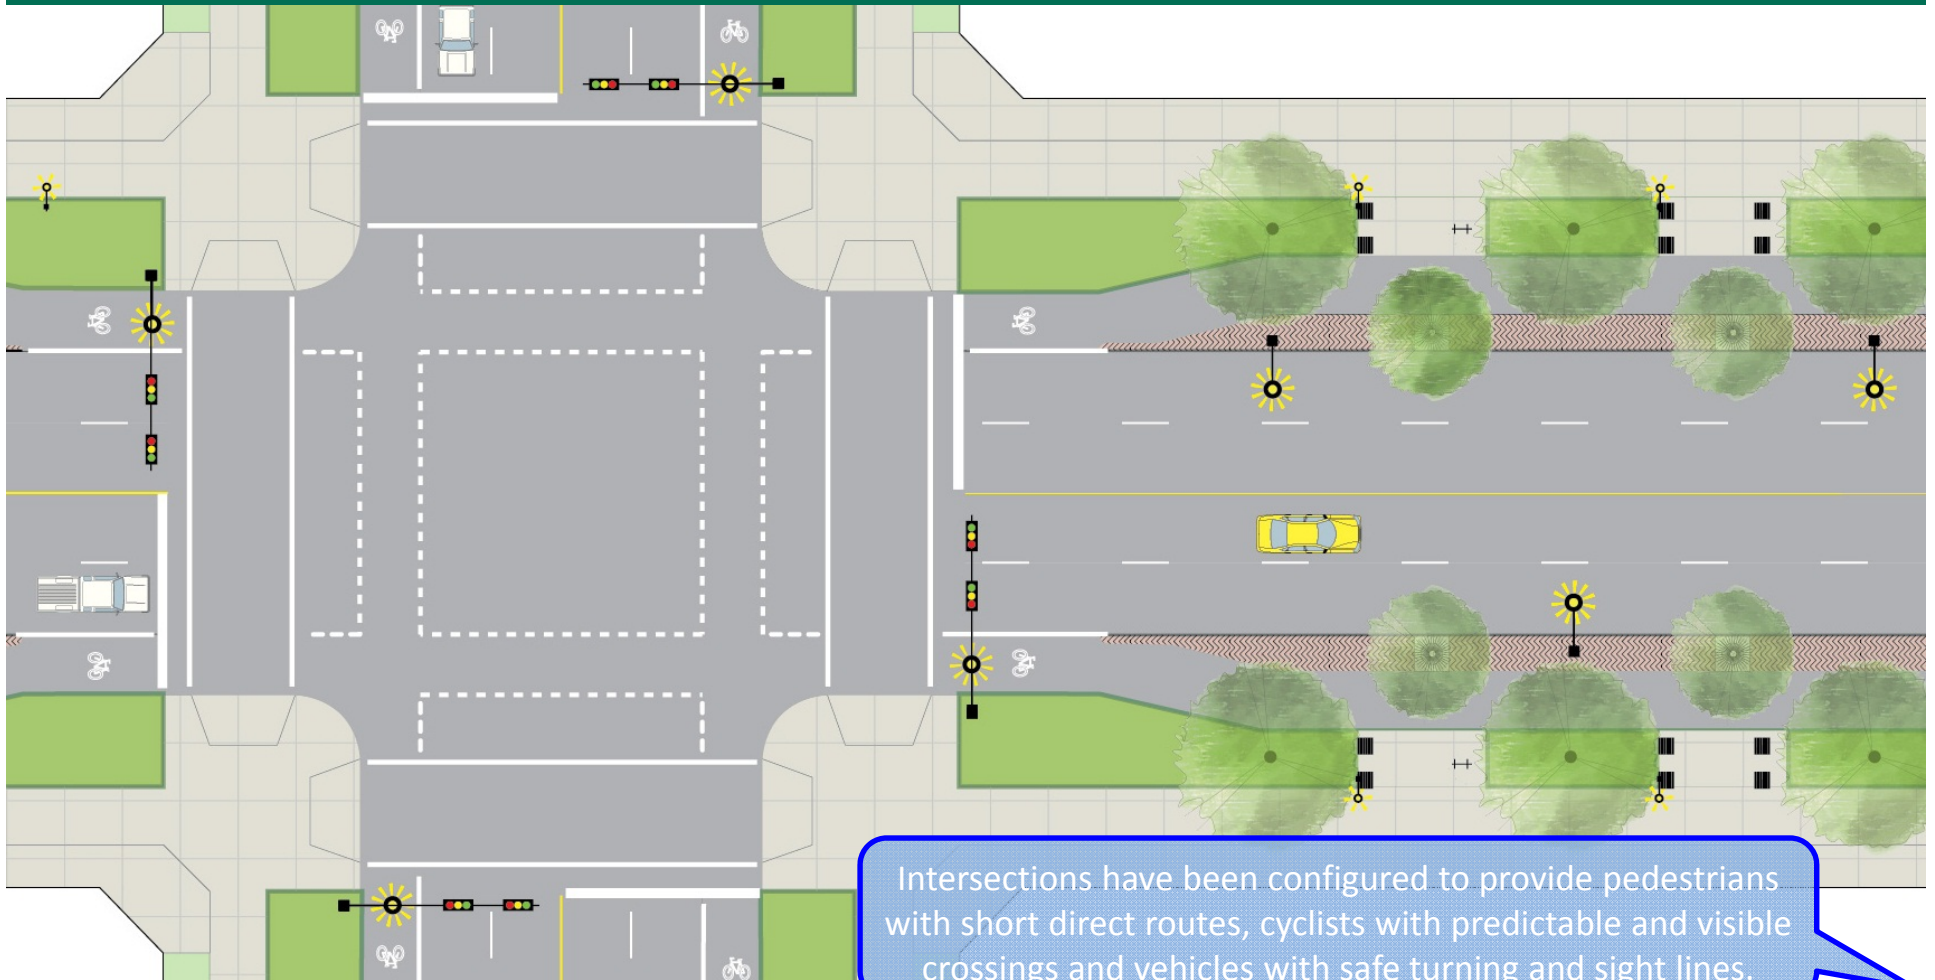 Intersections have been configured to provide pedestrians
with short direct routes, cyclists with predictable and visible
crossings and vehicles with safe turning and sight lines.